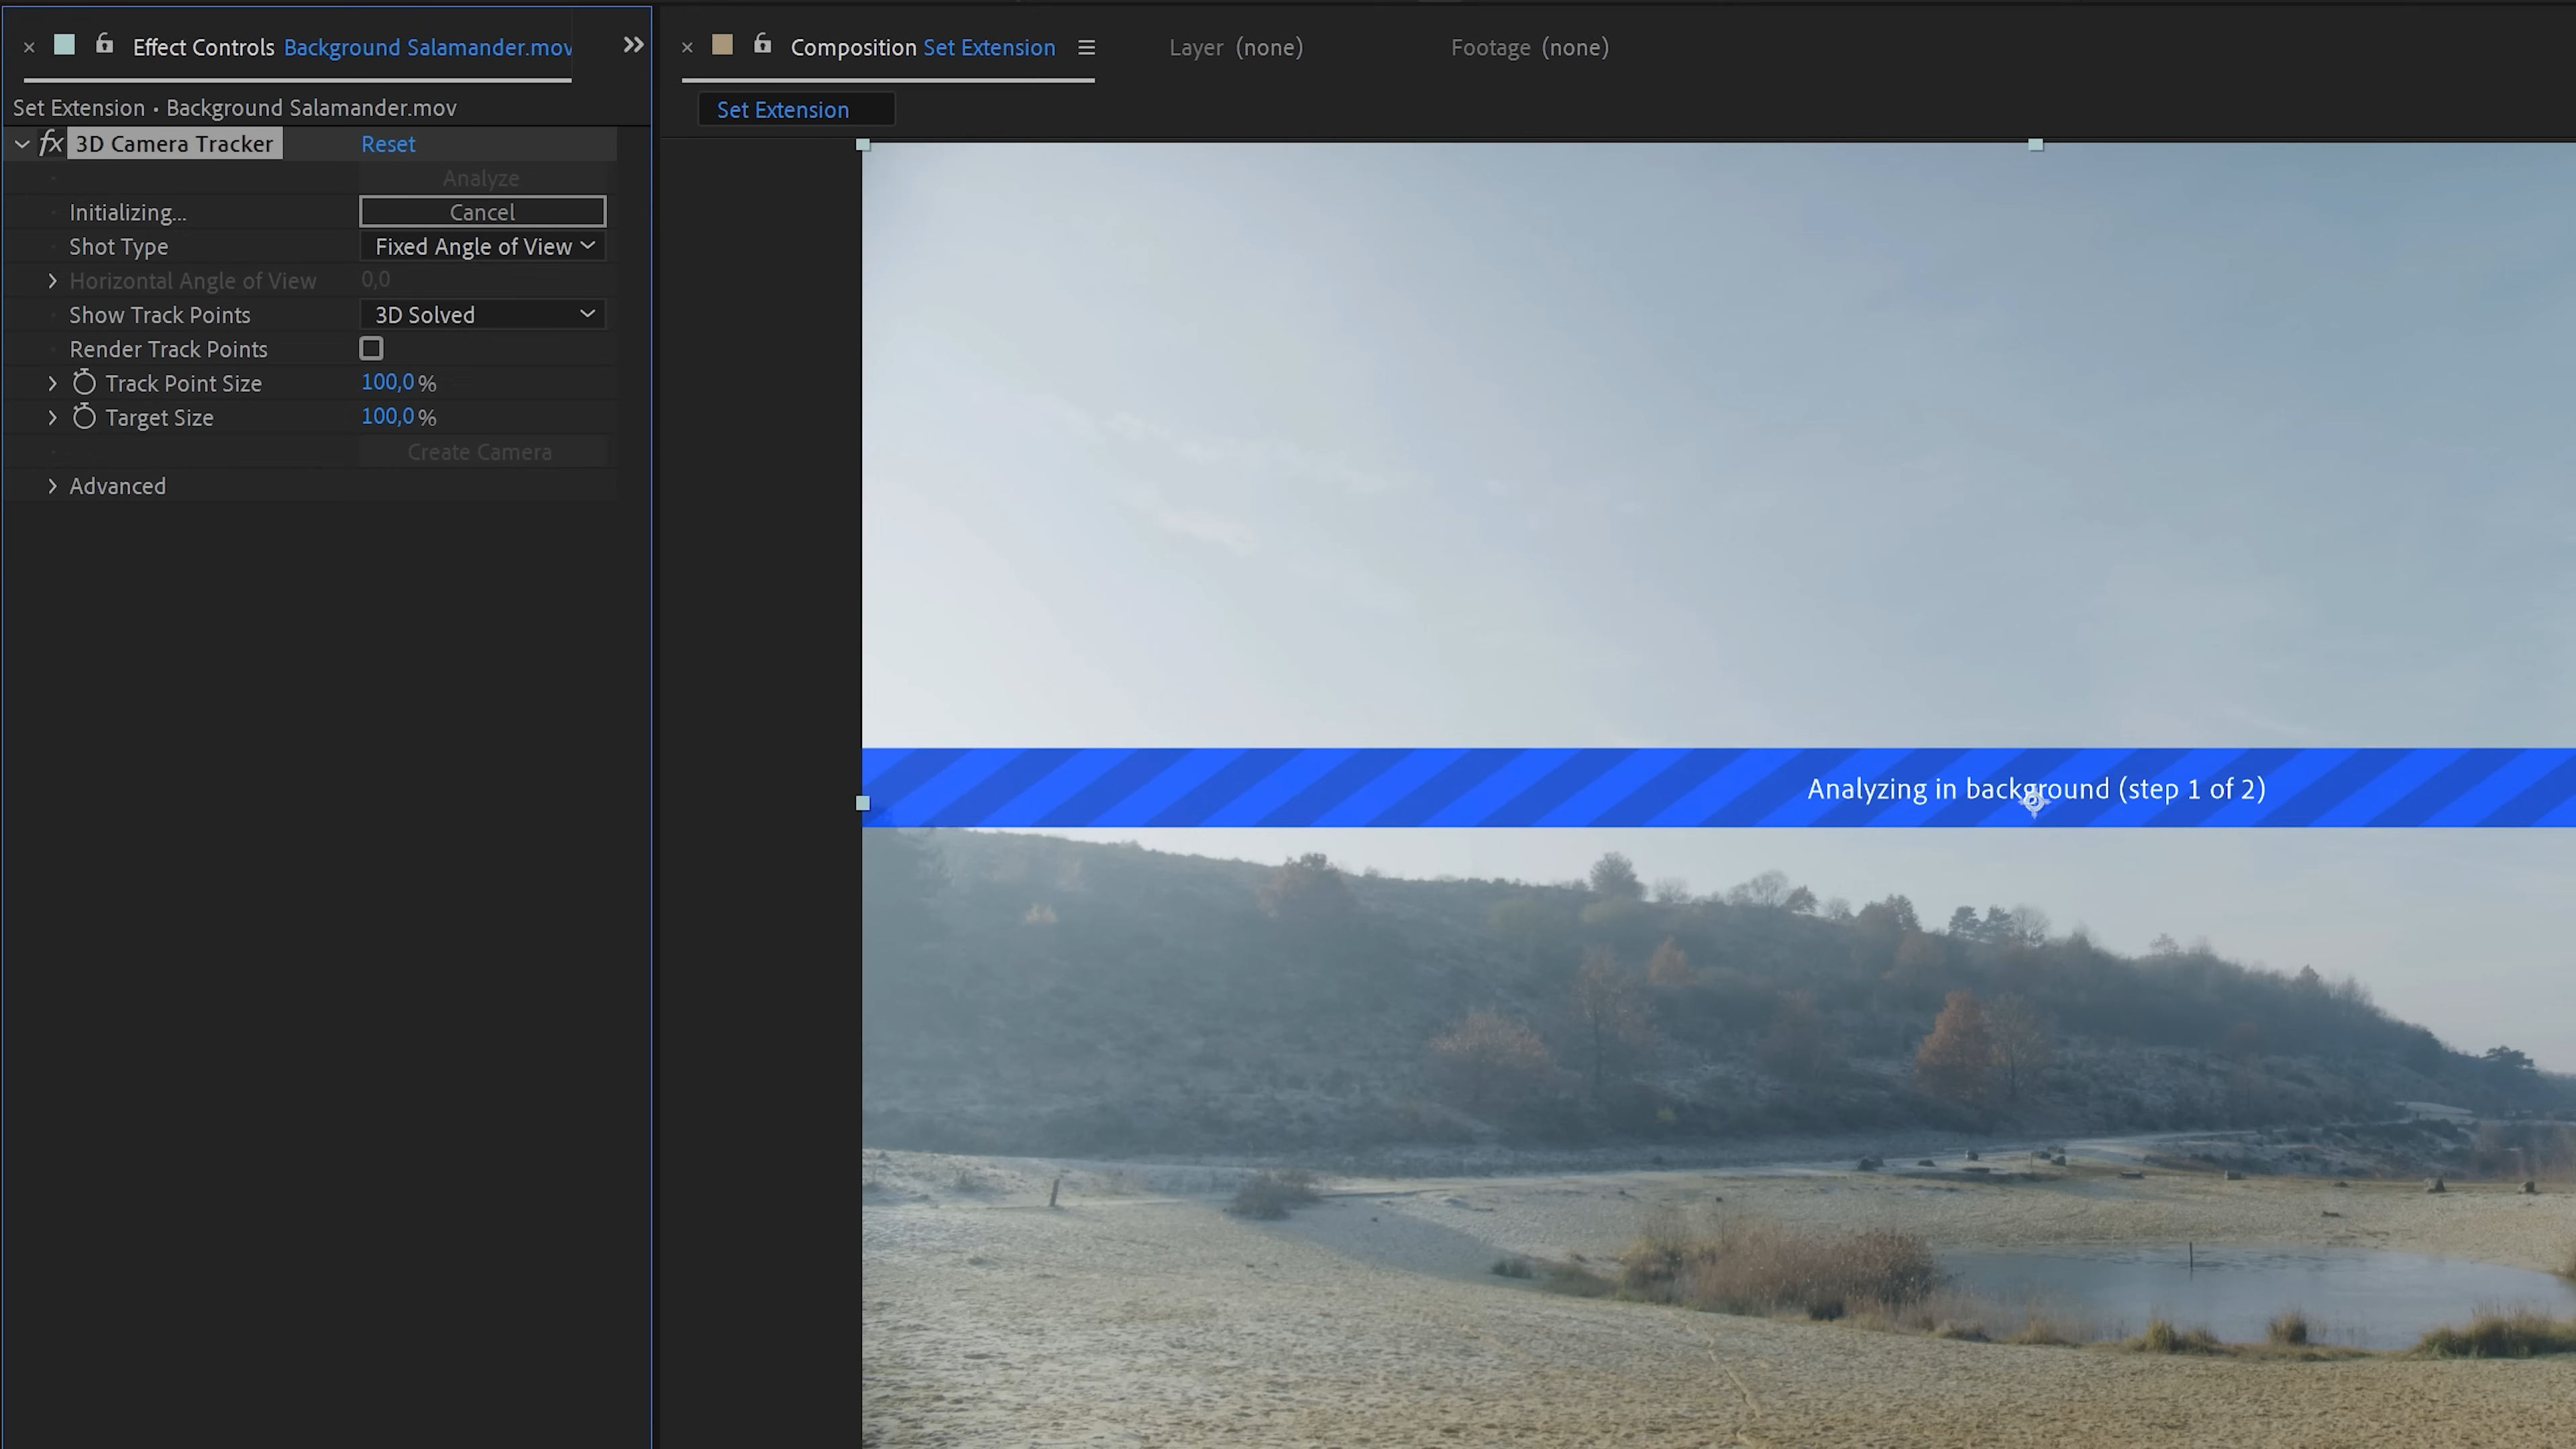 Effect Controls Background Salamander.mov
Set Extension • Background Salamander.mov
fx 3D Camera Tracker Reset
Analyze
Initializing... Cancel
Shot Type Fixed Angle of View
Horizontal Angle of View 0,0
Show Track Points 3D Solved
Render Track Points
Track Point Size 100,0 %
Target Size 100,0 %
Create Camera
Advanced
Composition Set Extension
Layer (none)
Footage (none)
Set Extension
Analyzing in background (step 1 of 2)